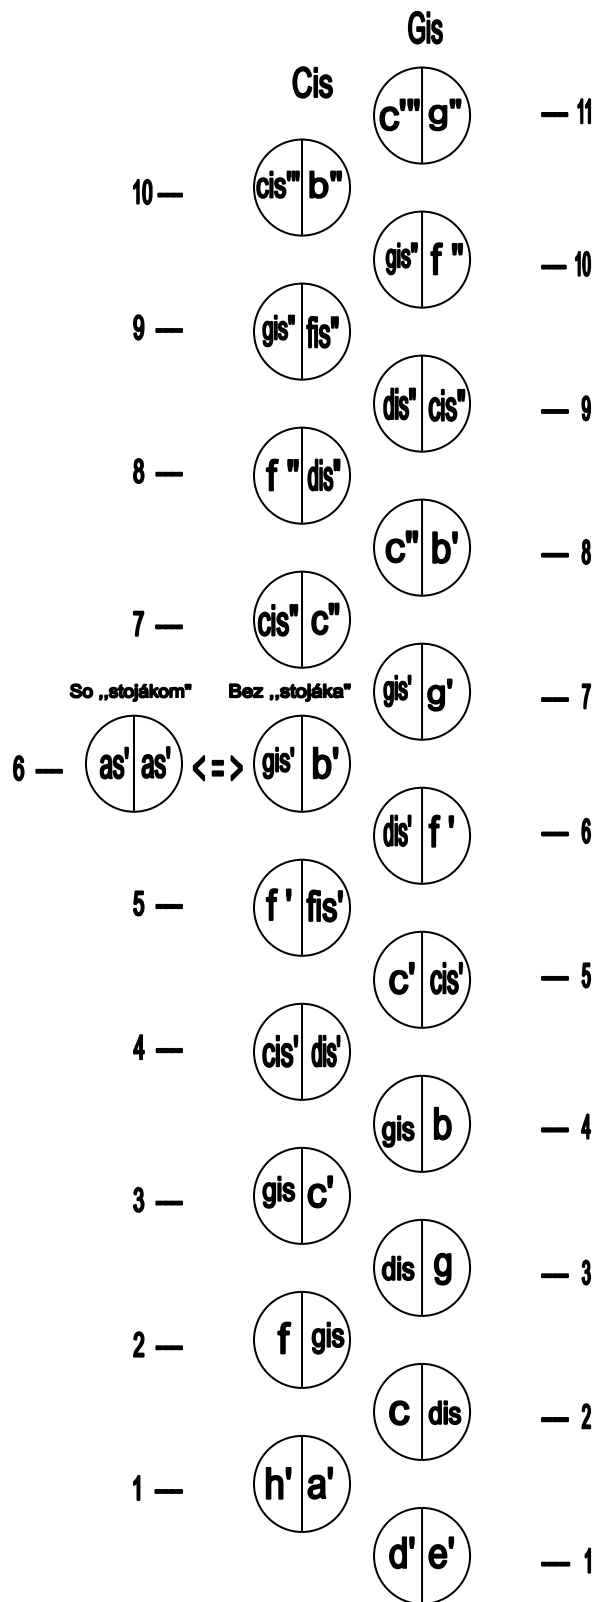 Gis
Cis
c''' g'' — 11
10 — cis''' b''
gis'' f '' — 10
9 — gis'' fis''
dis'' cis'' — 9
8 — f '' dis''
c'' b' — 8
7 — cis'' c''
So ,,stojákom" Bez ,,stojáka"
gis' g' — 7
6 — as' as' <=> gis' b'
dis' f ' — 6
5 — f ' fis'
c' cis' — 5
4 — cis' dis'
gis b — 4
3 — gis c'
dis g — 3
2 — f gis
c dis — 2
1 — h' a'
d' e' — 1